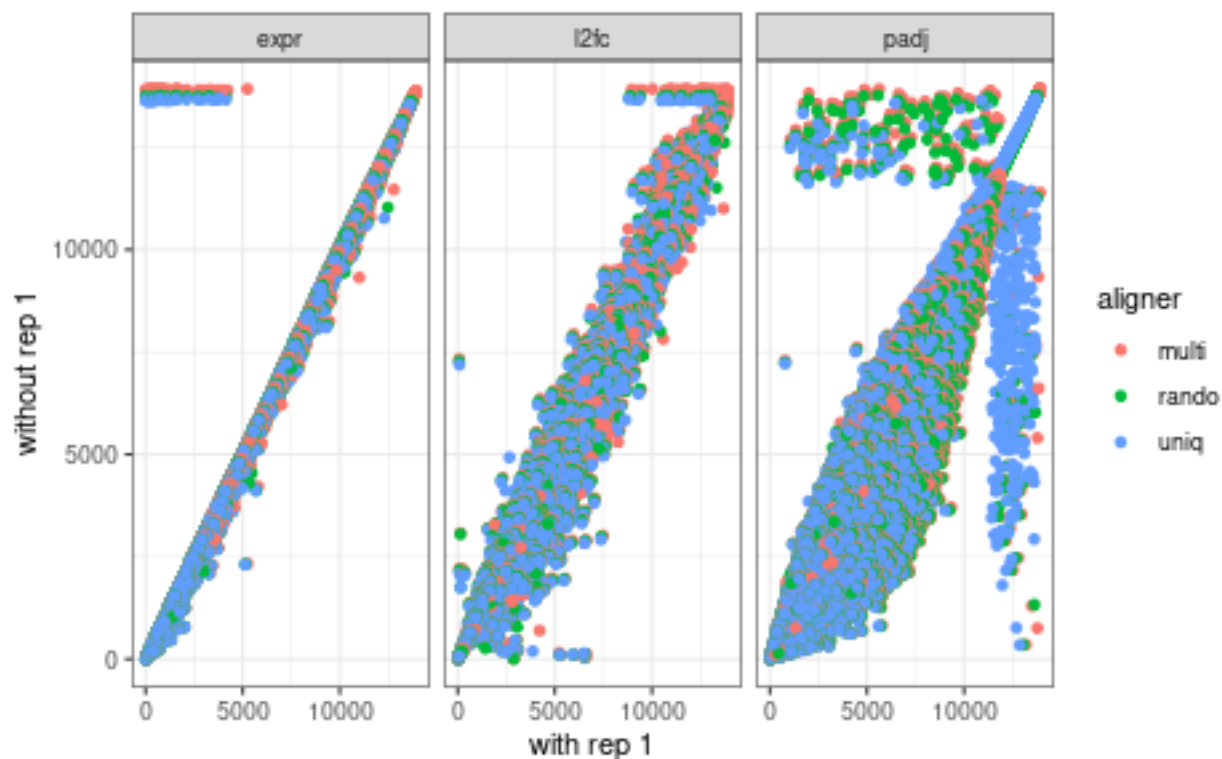 expr
l2fc
padj
without rep 1
10000
5000
0
0 5000 10000
0 5000 10000
0 5000 10000
with rep 1
aligner
multi
rando
uniq